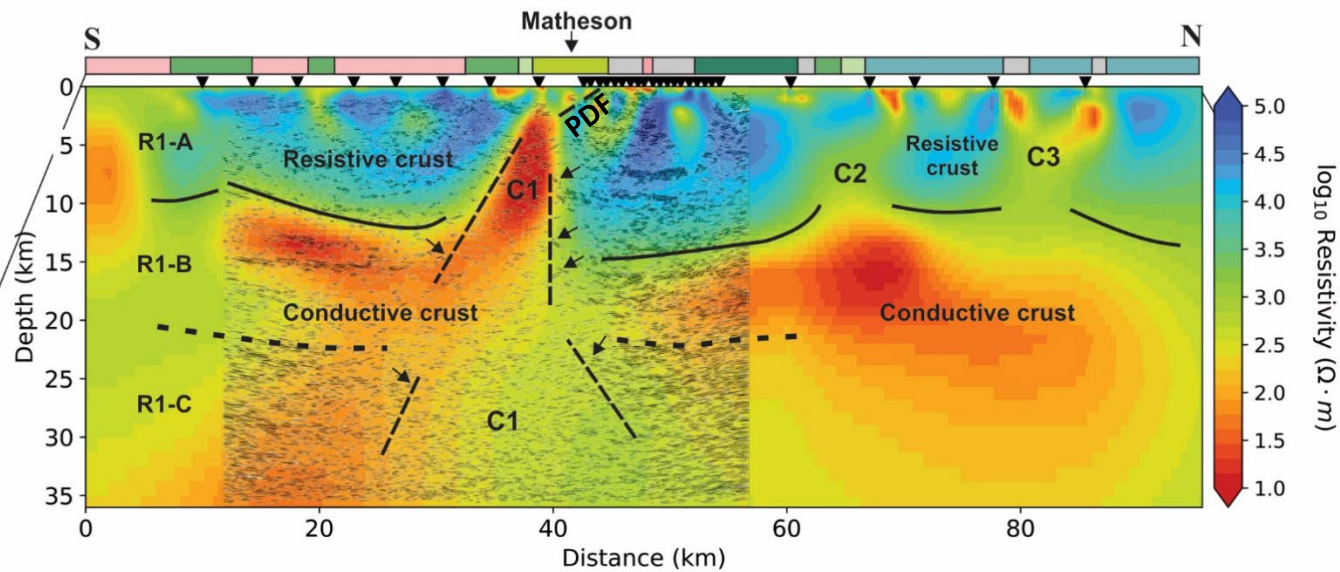 Matheson
S
N
0
5
10
15
20
25
30
35
Depth (km)
R1-A
R1-B
R1-C
Resistive crust
PDF
C1
Conductive crust
C1
C2
Resistive
crust
C3
Conductive crust
0
20
40
60
80
Distance (km)
5.0
4.5
4.0
3.5
3.0
2.5
2.0
1.5
1.0
log₁₀ Resistivity (Ω · m)